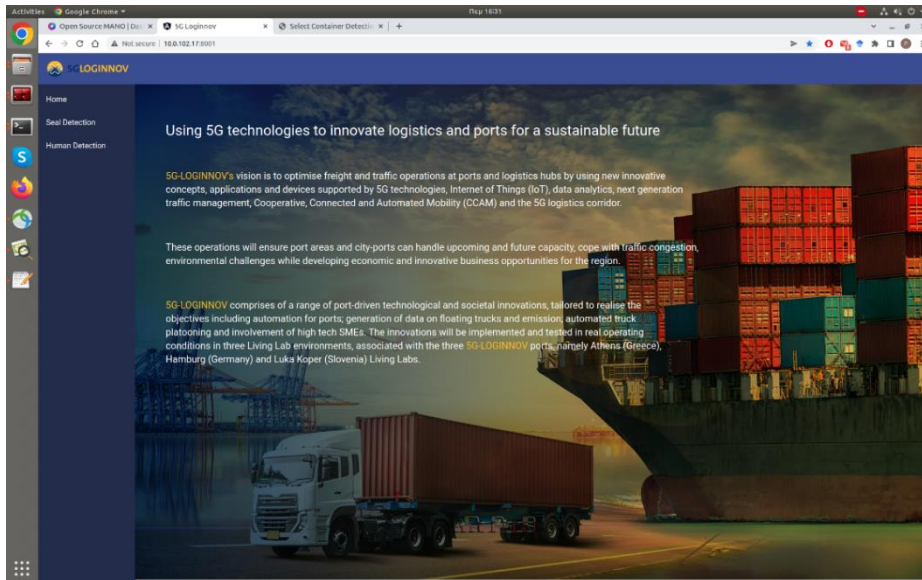 Activities Google Chrome Πεμ 16:31
Open Source MANO | 5G Loginnov Select Container Detectio
Not secure 10.0.102.17:8001
5G LOGINNOV
Home
Seal Detection
Human Detection
Using 5G technologies to innovate logistics and ports for a sustainable future
5G-LOGINNOV's vision is to optimise freight and traffic operations at ports and logistics hubs by using new innovative
concepts, applications and devices supported by 5G technologies, Internet of Things (IoT), data analytics, next generation
traffic management, Cooperative, Connected and Automated Mobility (CCAM) and the 5G logistics corridor.
These operations will ensure port areas and city-ports can handle upcoming and future capacity, cope with traffic congestion,
environmental challenges while developing economic and innovative business opportunities for the region.
5G-LOGINNOV comprises of a range of port-driven technological and societal innovations, tailored to realise the
objectives including automation for ports; generation of data on floating trucks and emission; automated truck
platooning and involvement of high tech SMEs. The innovations will be implemented and tested in real operating
conditions in three Living Lab environments, associated with the three 5G-LOGINNOV ports, namely Athens (Greece),
Hamburg (Germany) and Luka Koper (Slovenia) Living Labs.